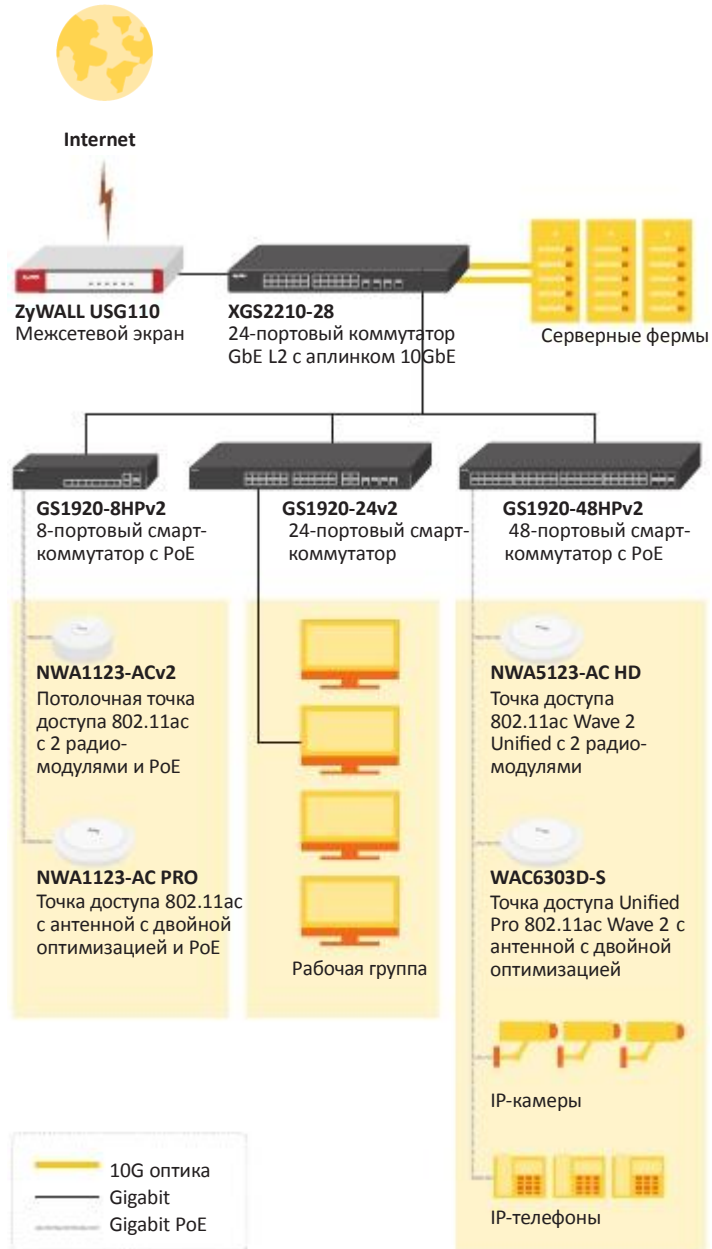 Internet
ZyWALL USG110
Межсетевой экран
XGS2210-28
24-портовый коммутатор
GbE L2 с аплинком 10GbE
Серверные фермы
GS1920-8HPv2
8-портовый смарт-
коммутатор с PoE
GS1920-24v2
24-портовый смарт-
коммутатор
GS1920-48HPv2
48-портовый смарт-
коммутатор с PoE
NWA1123-ACv2
Потолочная точка
доступа 802.11ac
с 2 радио-
модулями и PoE
NWA1123-AC PRO
Точка доступа 802.11ac
с антенной с двойной
оптимизацией и PoE
Рабочая группа
NWA5123-AC HD
Точка доступа
802.11ac Wave 2
Unified с 2 радио-
модулями
WAC6303D-S
Точка доступа Unified
Pro 802.11ac Wave 2 с
антенной с двойной
оптимизацией
IP-камеры
IP-телефоны
10G оптика
Gigabit
Gigabit PoE